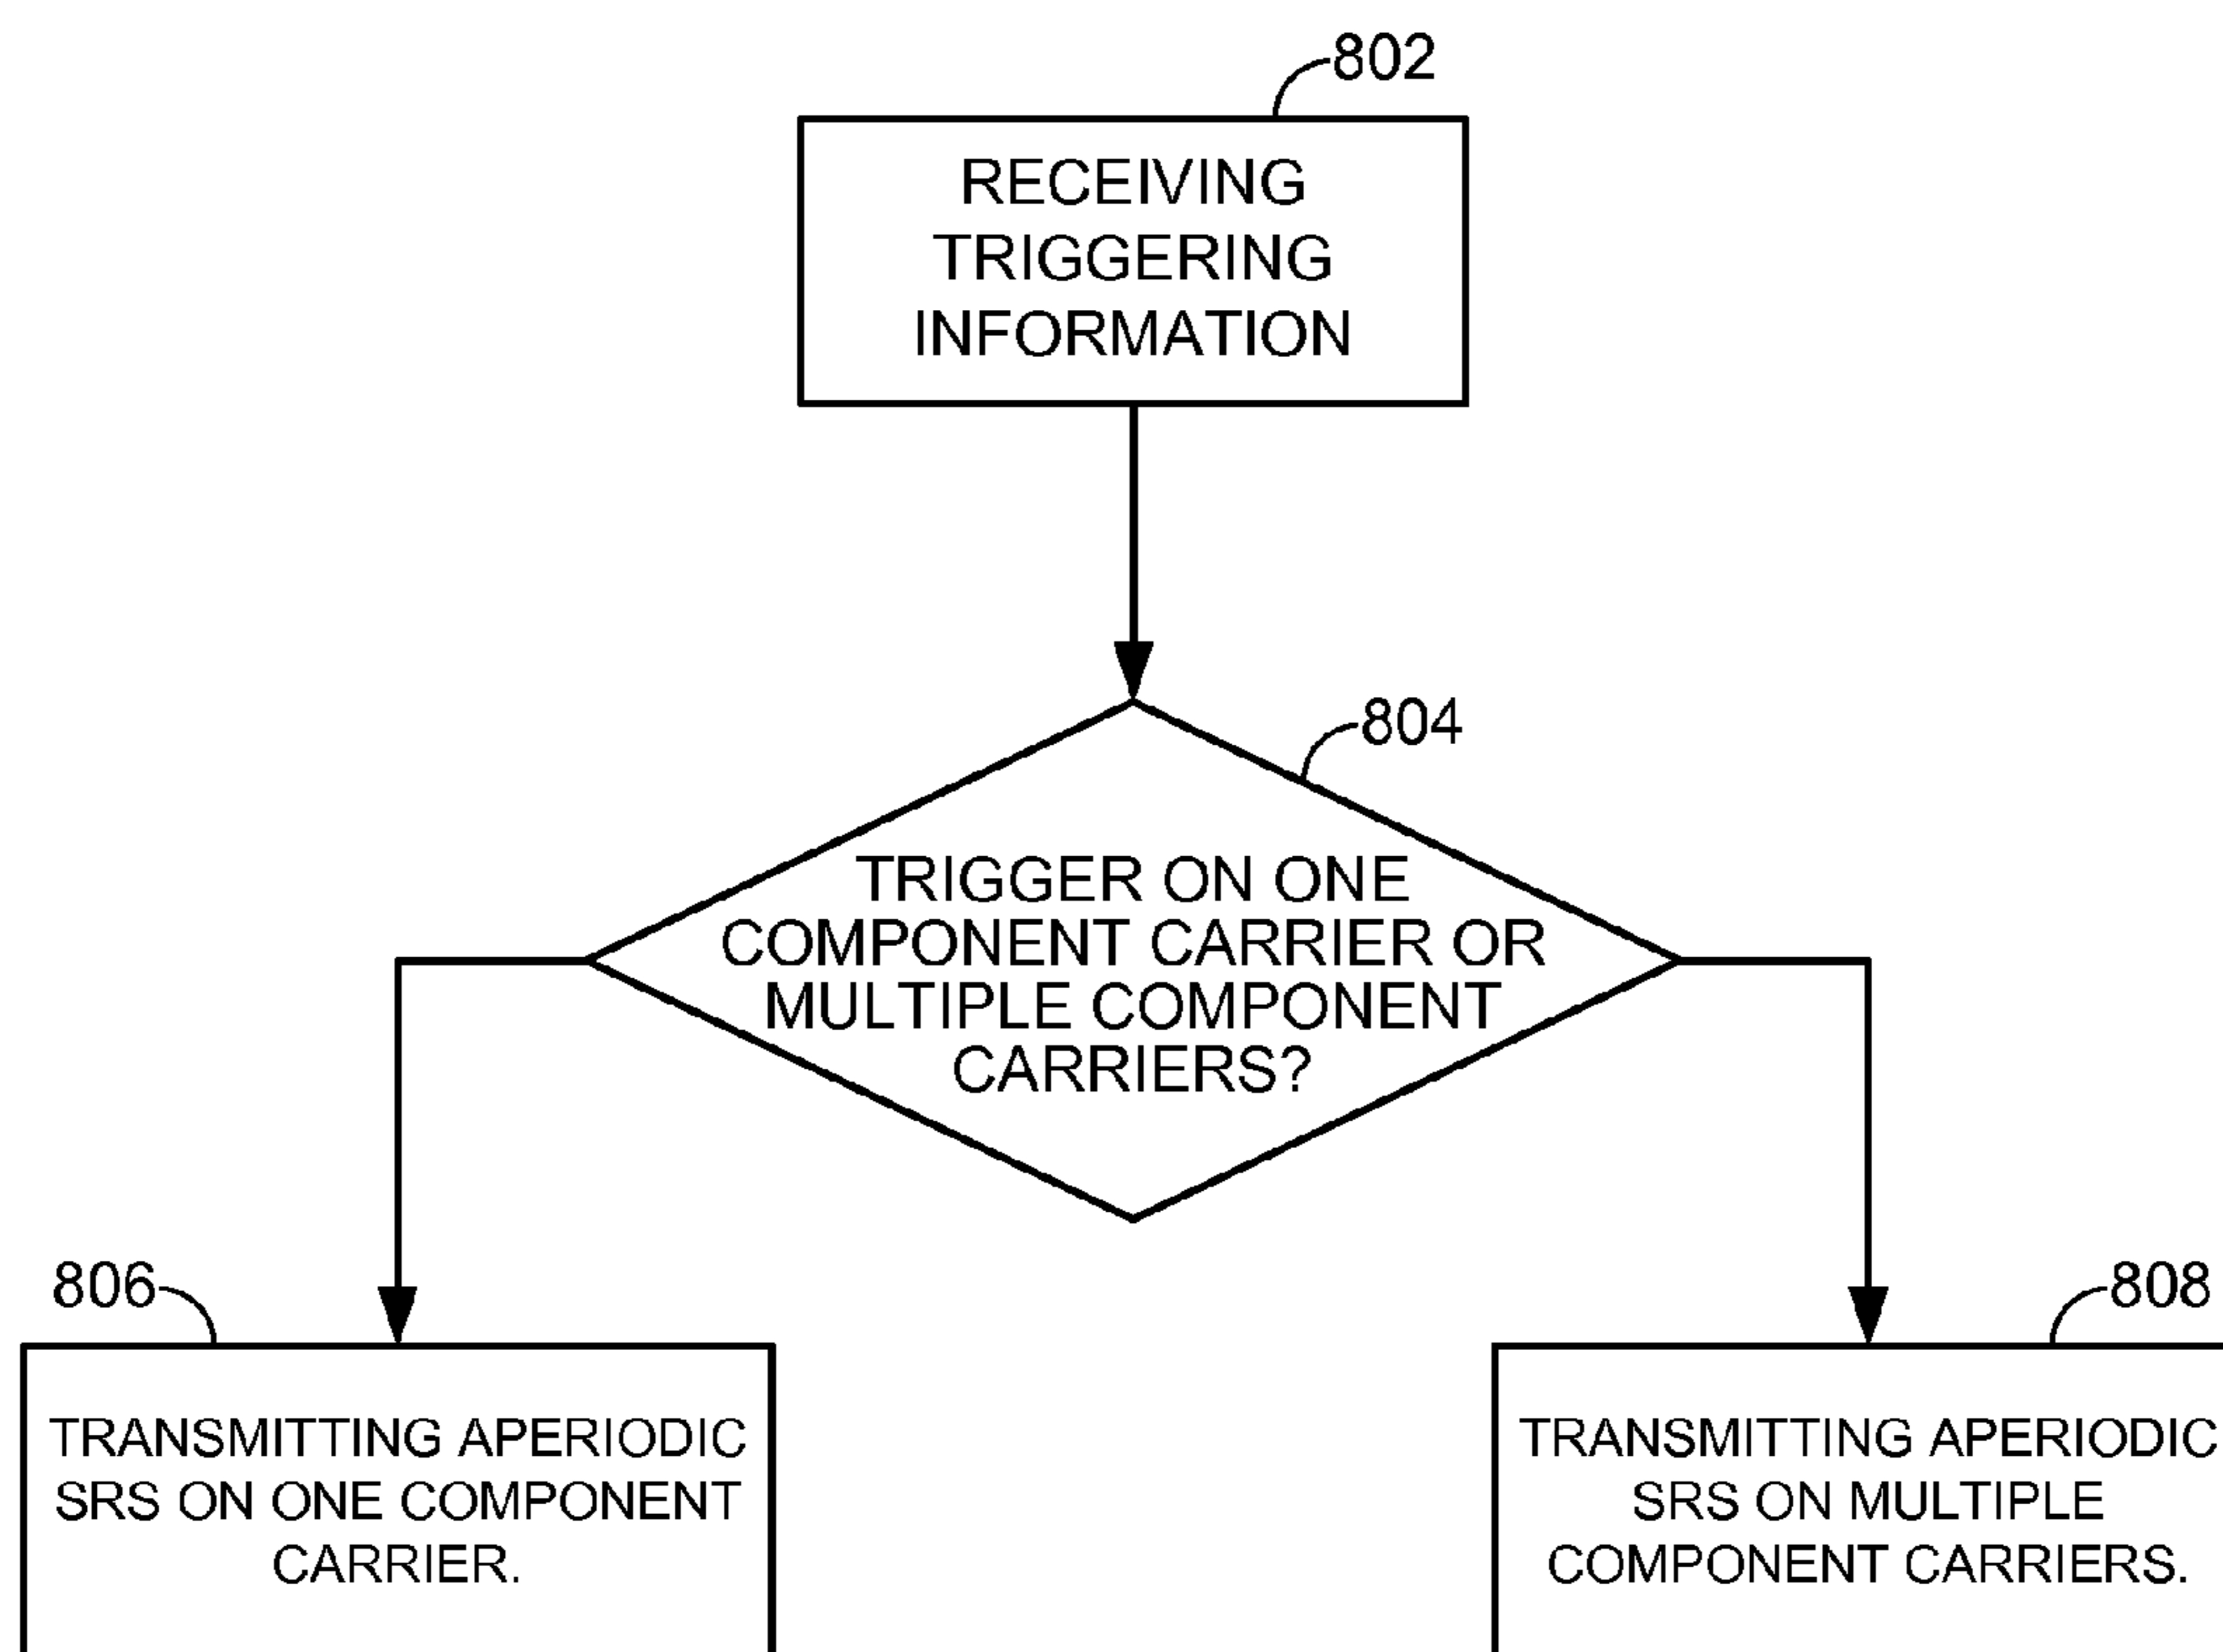 802
RECEIVING
TRIGGERING
INFORMATION
804
TRIGGER ON ONE
COMPONENT CARRIER OR
MULTIPLE COMPONENT
CARRIERS?
806
TRANSMITTING APERIODIC
SRS ON ONE COMPONENT
CARRIER.
808
TRANSMITTING APERIODIC
SRS ON MULTIPLE
COMPONENT CARRIERS.